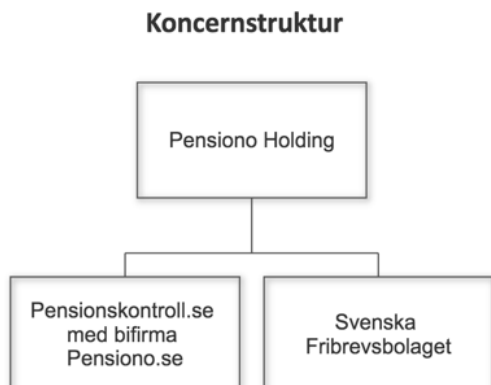 Koncernstruktur
Pensiono Holding
Pensionskontroll.se
med bifirma
Pensiono.se
Svenska
Fribrevsbolaget